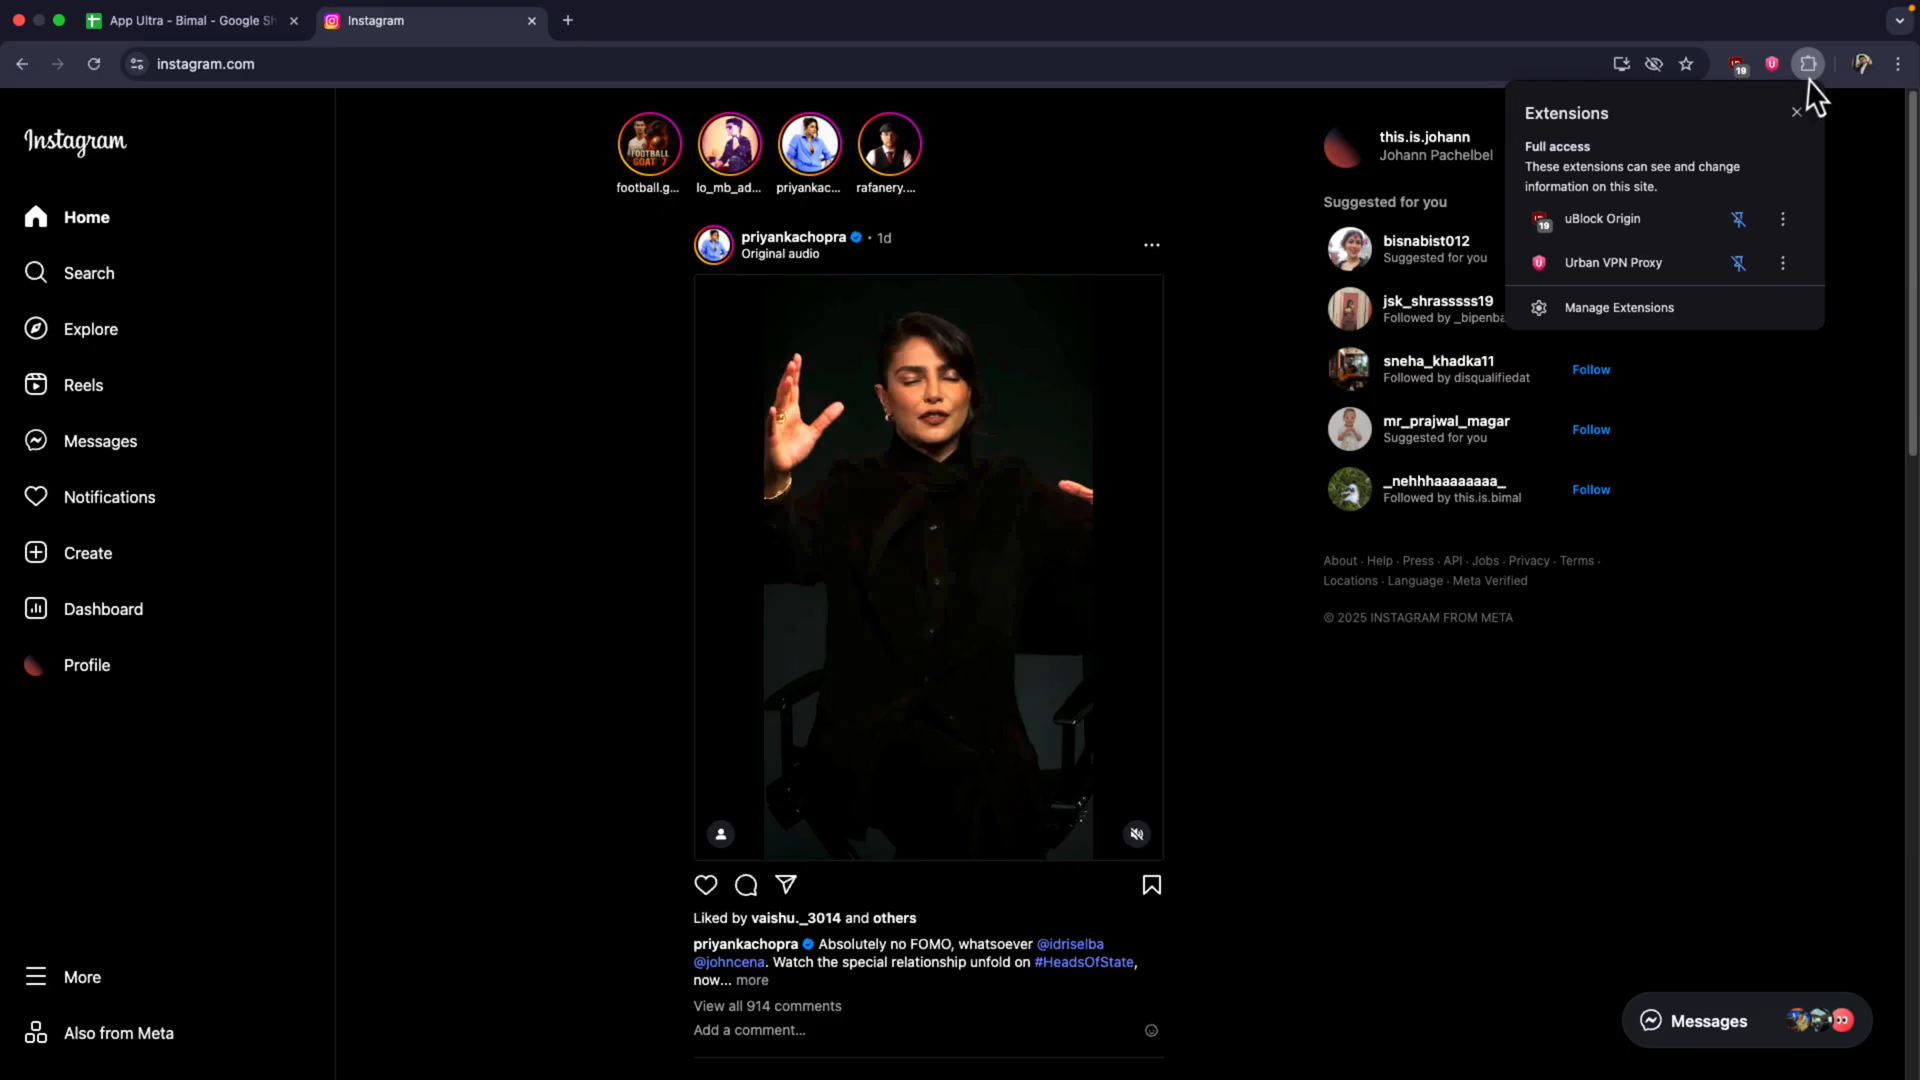 App Ultra - Bimal - Google Sh
Instagram
instagram.com
19
Extensions
Full access
These extensions can see and change
information on this site.
19
uBlock Origin
Urban VPN Proxy
Manage Extensions
Instagram
Home
Search
Explore
Reels
Messages
Notifications
Create
Dashboard
Profile
More
Also from Meta
FOOTBALL
GOAT 7
football.g...
lo_mb_ad...
priyankac...
rafanery....
priyankachopra • 1d
Original audio
Liked by vaishu._3014 and others
priyankachopra Absolutely no FOMO, whatsoever @idriselba
@johncena. Watch the special relationship unfold on #HeadsOfState,
now... more
View all 914 comments
Add a comment...
this.is.johann
Johann Pachelbel
Suggested for you
bisnabist012
Suggested for you
jsk_shrasssss19
Followed by _bipenba
sneha_khadka11
Followed by disqualifiedat
Follow
mr_prajwal_magar
Suggested for you
Follow
_nehhhaaaaaaaa_
Followed by this.is.bimal
Follow
About · Help · Press · API · Jobs · Privacy · Terms ·
Locations · Language · Meta Verified
© 2025 INSTAGRAM FROM META
Messages